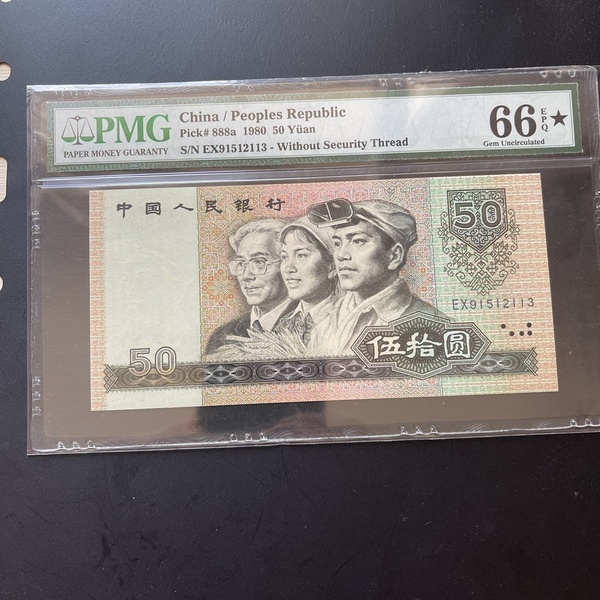 PMG
PAPER MONEY GUARANTY
China / Peoples Republic
Pick# 888a 1980 50 Yüan
S/N EX91512113 - Without Security Thread
66 EPQ ★
Gem Uncirculated
中国人民银行
50
EX91512113
伍拾圆
50